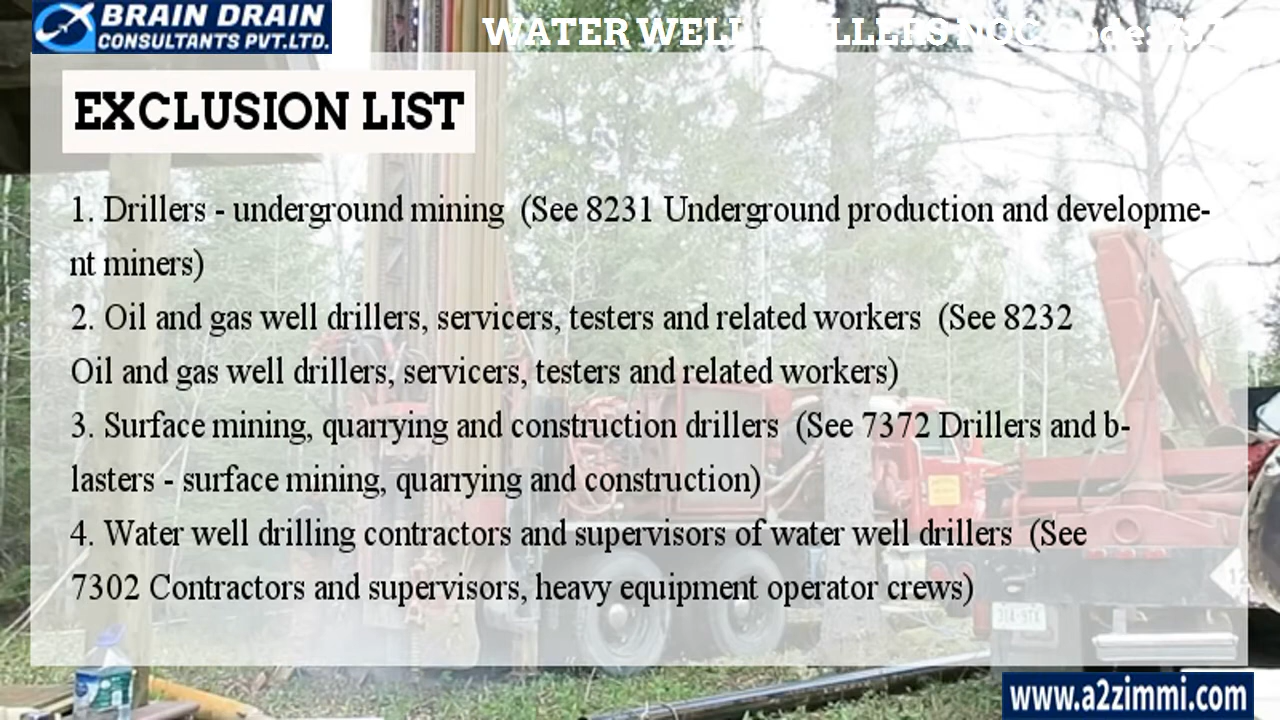 BRAIN DRAIN
CONSULTANTS PVT.LTD.
WATER WELL DRILLERS NOC Code:
EXCLUSION LIST
1. Drillers - underground mining (See 8231 Underground production and developme-
nt miners)
2. Oil and gas well drillers, servicers, testers and related workers (See 8232
Oil and gas well drillers, servicers, testers and related workers)
3. Surface mining, quarrying and construction drillers (See 7372 Drillers and b-
lasters - surface mining, quarrying and construction)
4. Water well drilling contractors and supervisors of water well drillers (See
7302 Contractors and supervisors, heavy equipment operator crews)
12
www.a2zimmi.com